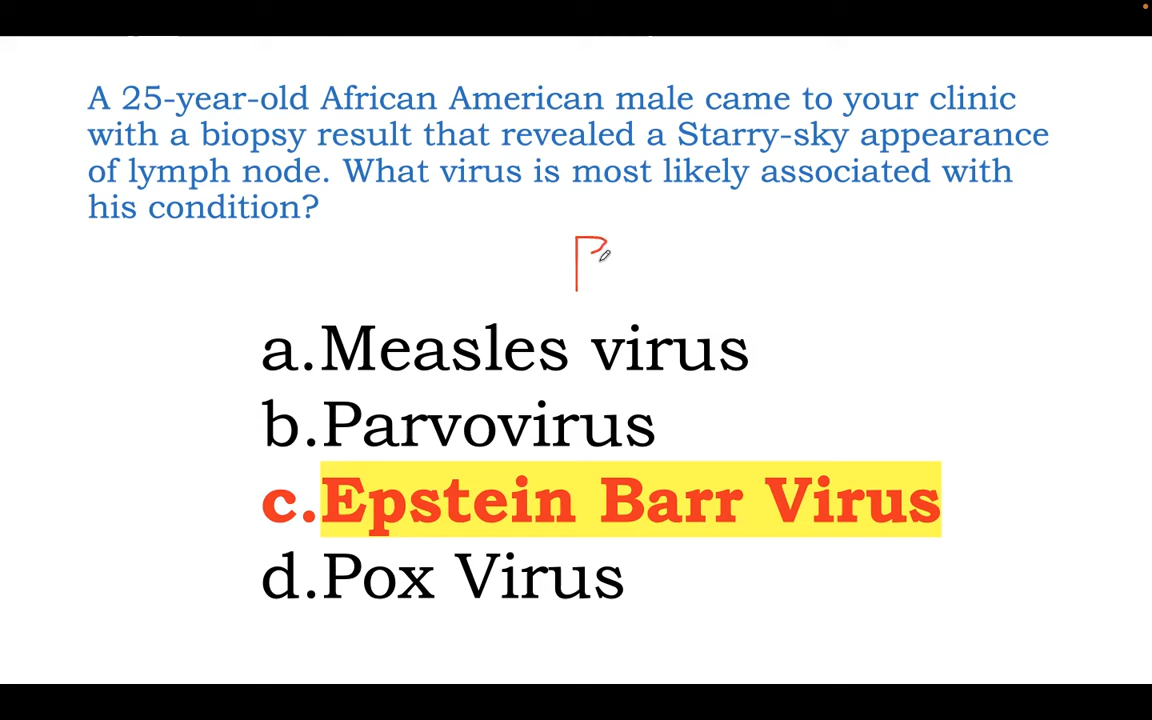 A 25-year-old African American male came to your clinic
with a biopsy result that revealed a Starry-sky appearance
of lymph node. What virus is most likely associated with
his condition?
a.Measles virus
b.Parvovirus
c.Epstein Barr Virus
d.Pox Virus